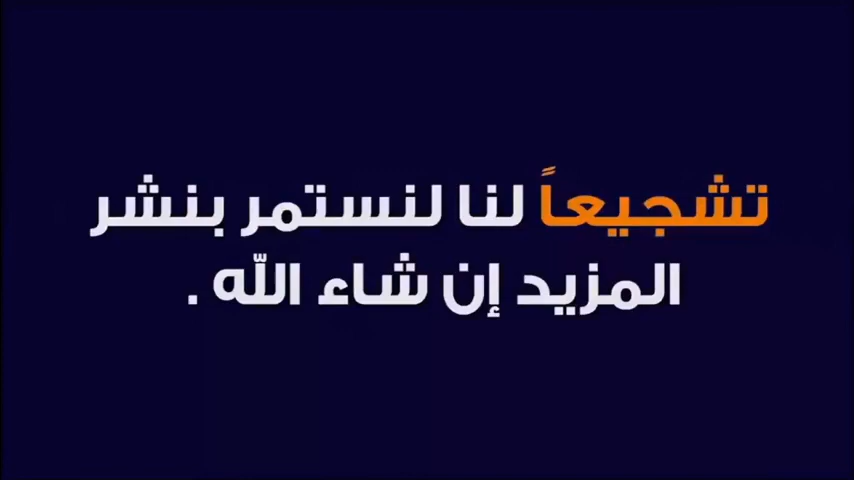 تشجيعاً لنا لنستمر بنشر
المزيد إن شاء الله .